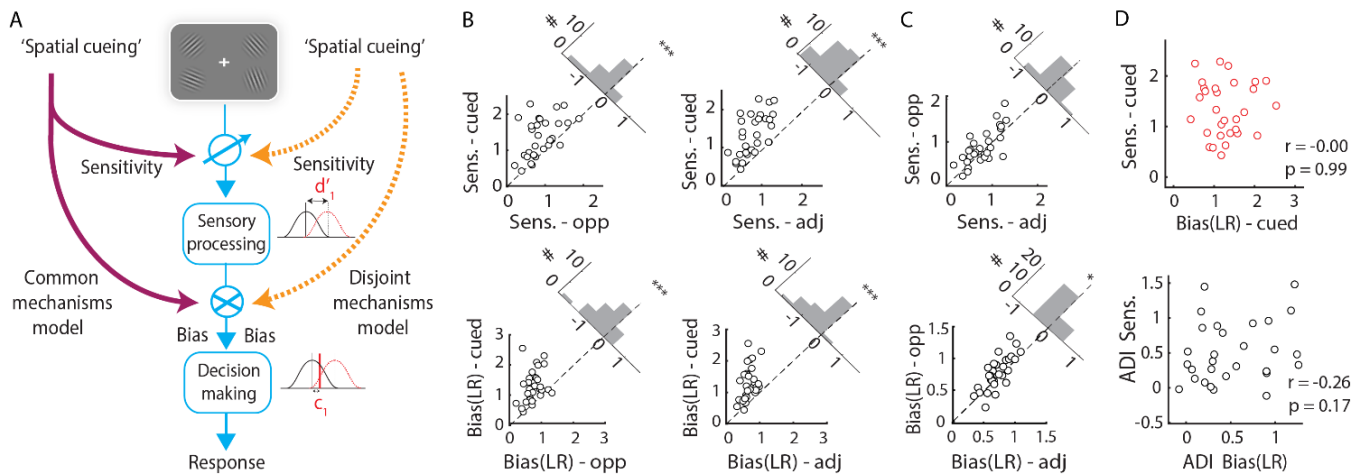 A
'Spatial cueing'
'Spatial cueing'
Sensitivity
Sensitivity
d'1
Sensory
processing
Common
mechanisms
model
Disjoint
mechanisms
model
Bias
Bias
Decision
making
c1
Response
B
# 0 10
-1 0 1
***
Sens. - cued
0 1 2
0 1 2
Sens. - opp
# 0 10
-1 0 1
***
Sens. - cued
0 1 2
0 1 2
Sens. - adj
# 0 10
-1 0 1
***
Bias(LR) - cued
0 1 2 3
0 1 2 3
Bias(LR) - opp
# 0 10
-1 0 1
***
Bias(LR) - cued
0 1 2 3
0 1 2 3
Bias(LR) - adj
C
# 0 10
-1 0 1
***
Sens. - opp
0 1 2
0 1 2
Sens. - adj
# 0 10 20
-1 0 1
*
Bias(LR) - opp
0 0.5 1.0 1.5
0 0.5 1 1.5
Bias(LR) - adj
D
Sens. - cued
0 1 2
0 1 2 3
r = -0.00
p = 0.99
Bias(LR) - cued
ADI Sens.
-0.5 0 0.5 1.0 1.5
0 0.5 1
r = -0.26
p = 0.17
ADI Bias(LR)